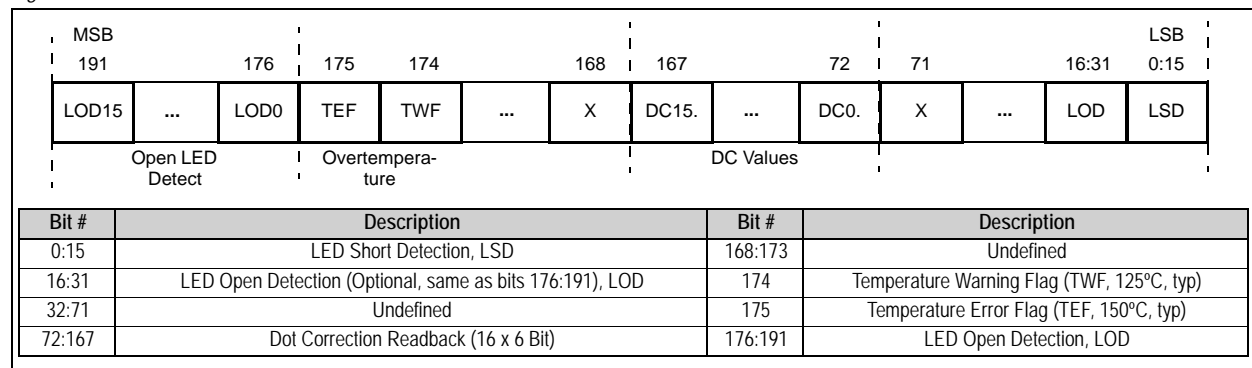 MSB LSB
191 176 175 174 168 167 72 71 16:31 0:15
LOD15 ... LOD0 TEF TWF ... X DC15. ... DC0. X ... LOD LSD
Open LED Overtempera- DC Values
Detect ture
Bit # Description Bit # Description
0:15 LED Short Detection, LSD 168:173 Undefined
16:31 LED Open Detection (Optional, same as bits 176:191), LOD 174 Temperature Warning Flag (TWF, 125ºC, typ)
32:71 Undefined 175 Temperature Error Flag (TEF, 150ºC, typ)
72:167 Dot Correction Readback (16 x 6 Bit) 176:191 LED Open Detection, LOD